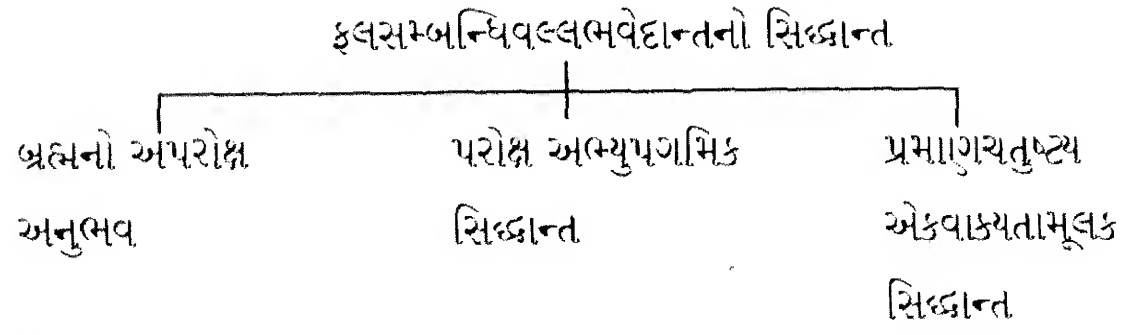 ફલસમ્બન્ધિવલ્લભવેદાન્તનો સિદ્ધાન્ત
બ્રહ્મનો અપરોક્ષ
અનુભવ
પરોક્ષ અભ્યુપગમિક
સિદ્ધાન્ત
પ્રમાણચતુષ્ટ્ય
એકવાક્યતામૂલક
સિદ્ધાન્ત